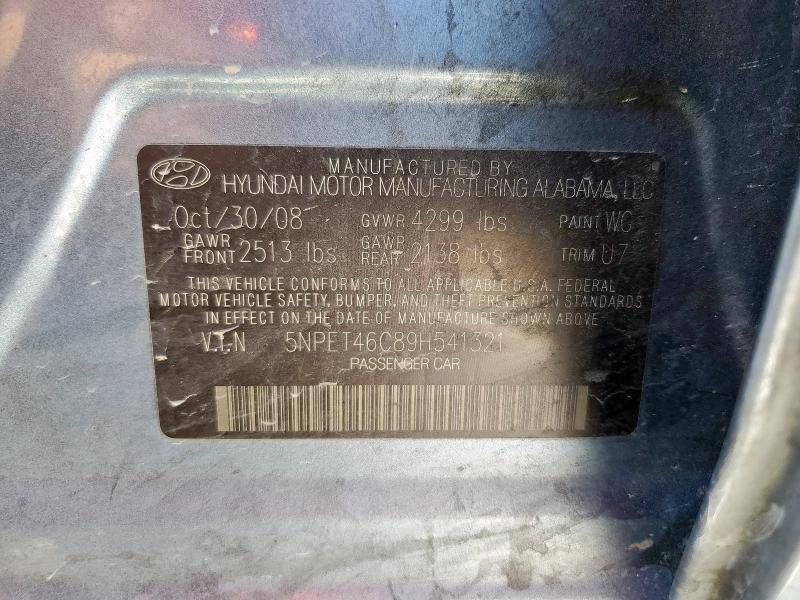 MANUFACTURED BY
HYUNDAI MOTOR MANUFACTURING ALABAMA, LLC
Oct/30/08 GVWR 4299 lbs PAINT WC
GAWR FRONT 2513 lbs GAWR REAR 2138 lbs TRIM U7
THIS VEHICLE CONFORMS TO ALL APPLICABLE U.S.A. FEDERAL
MOTOR VEHICLE SAFETY, BUMPER, AND THEFT PREVENTION STANDARDS
IN EFFECT ON THE DATE OF MANUFACTURE SHOWN ABOVE.
V.I.N 5NPET46C89H541321
PASSENGER CAR